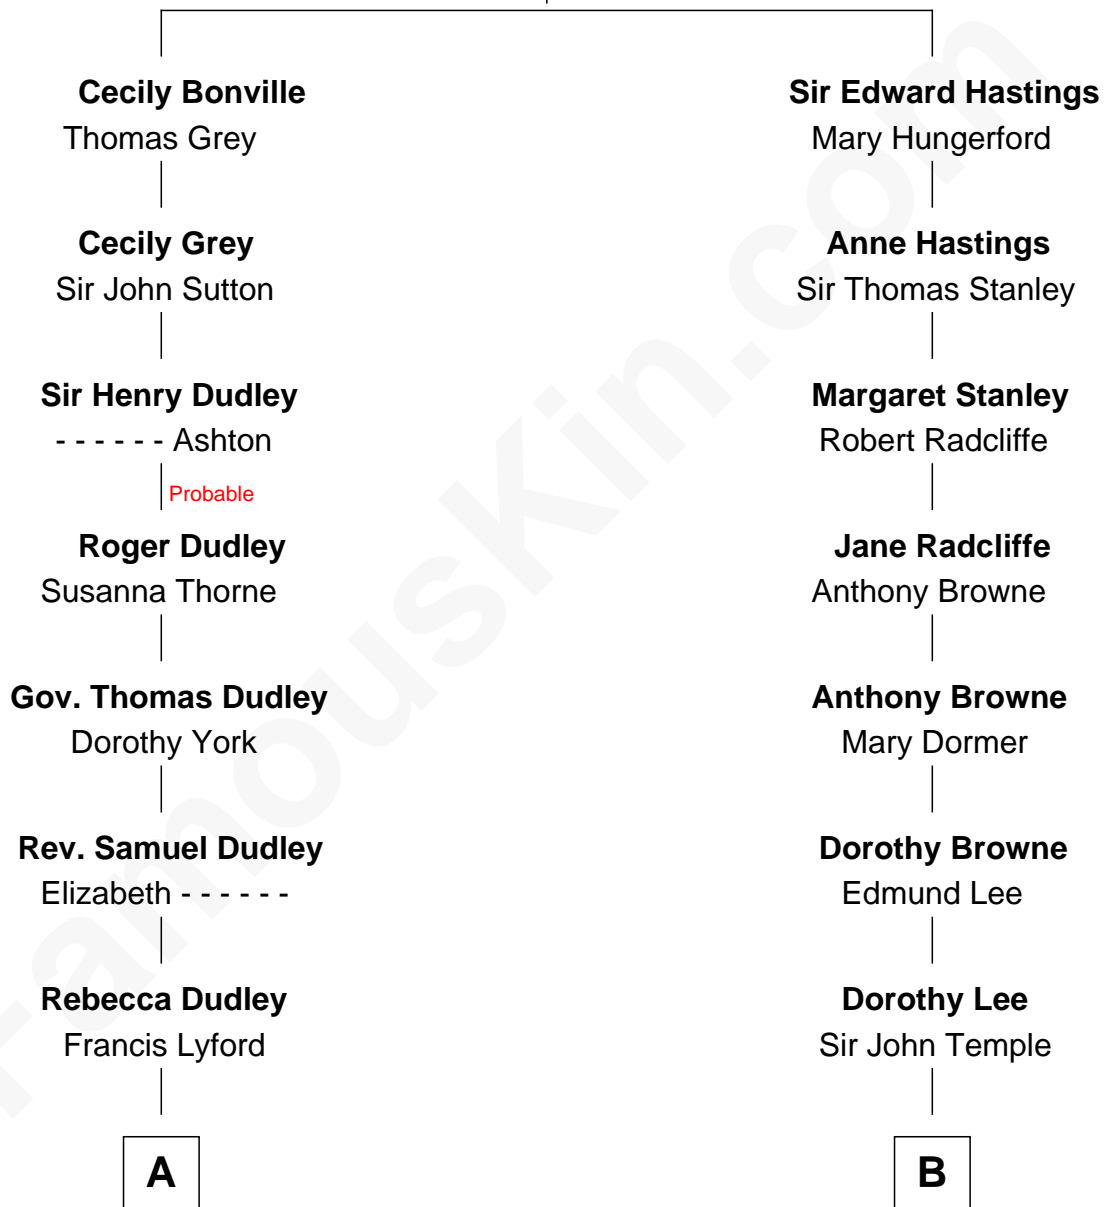 Cecily Bonville
Thomas Grey
Cecily Grey
Sir John Sutton
Sir Henry Dudley
- - - - - - Ashton
Probable
Roger Dudley
Susanna Thorne
Gov. Thomas Dudley
Dorothy York
Rev. Samuel Dudley
Elizabeth - - - - - -
Rebecca Dudley
Francis Lyford
A
Sir Edward Hastings
Mary Hungerford
Anne Hastings
Sir Thomas Stanley
Margaret Stanley
Robert Radcliffe
Jane Radcliffe
Anthony Browne
Anthony Browne
Mary Dormer
Dorothy Browne
Edmund Lee
Dorothy Lee
Sir John Temple
B
FamousKin.com